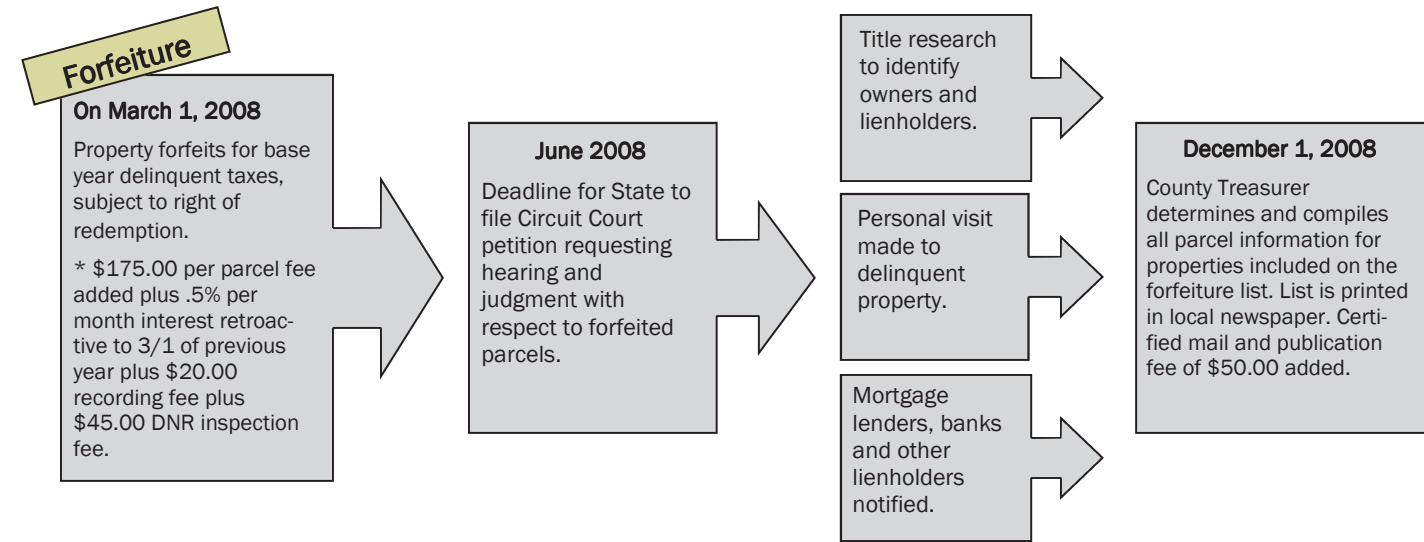 Forfeiture
On March 1, 2008
Property forfeits for base
year delinquent taxes,
subject to right of
redemption.
* $175.00 per parcel fee
added plus .5% per
month interest retroac-
tive to 3/1 of previous
year plus $20.00
recording fee plus
$45.00 DNR inspection
fee.
June 2008
Deadline for State to
file Circuit Court
petition requesting
hearing and
judgment with
respect to forfeited
parcels.
Title research
to identify
owners and
lienholders.
Personal visit
made to
delinquent
property.
Mortgage
lenders, banks
and other
lienholders
notified.
December 1, 2008
County Treasurer
determines and compiles
all parcel information for
properties included on the
forfeiture list. List is printed
in local newspaper. Certi-
fied mail and publication
fee of $50.00 added.